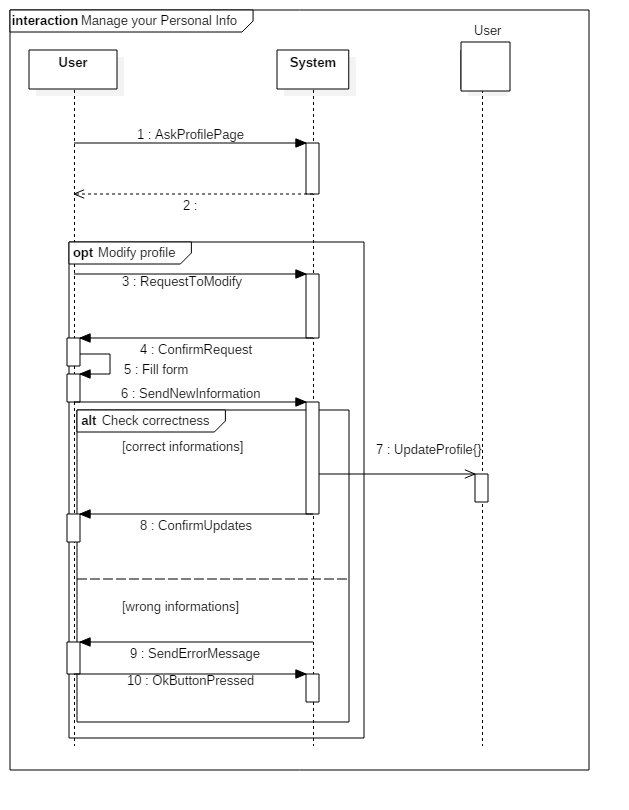 interaction Manage your Personal Info
User
User
System
1 : AskProfilePage
2 :
opt Modify profile
3 : RequestToModify
4 : ConfirmRequest
5 : Fill form
6 : SendNewInformation
alt Check correctness
[correct informations]
7 : UpdateProfile{}
8 : ConfirmUpdates
[wrong informations]
9 : SendErrorMessage
10 : OkButtonPressed